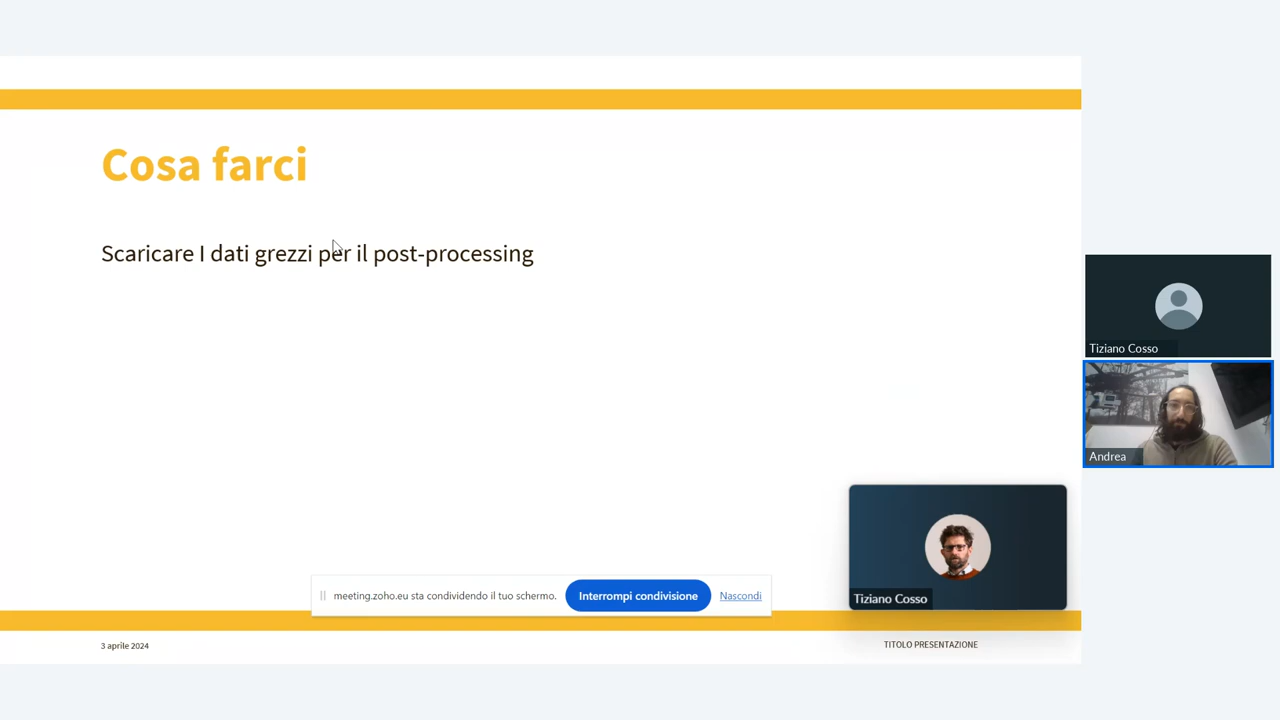 Cosa farci
Scaricare I dati grezzi per il post-processing
Tiziano Cosso
Andrea
Tiziano Cosso
meeting.zoho.eu sta condividendo il tuo schermo.
Interrompi condivisione
Nascondi
3 aprile 2024
TITOLO PRESENTAZIONE